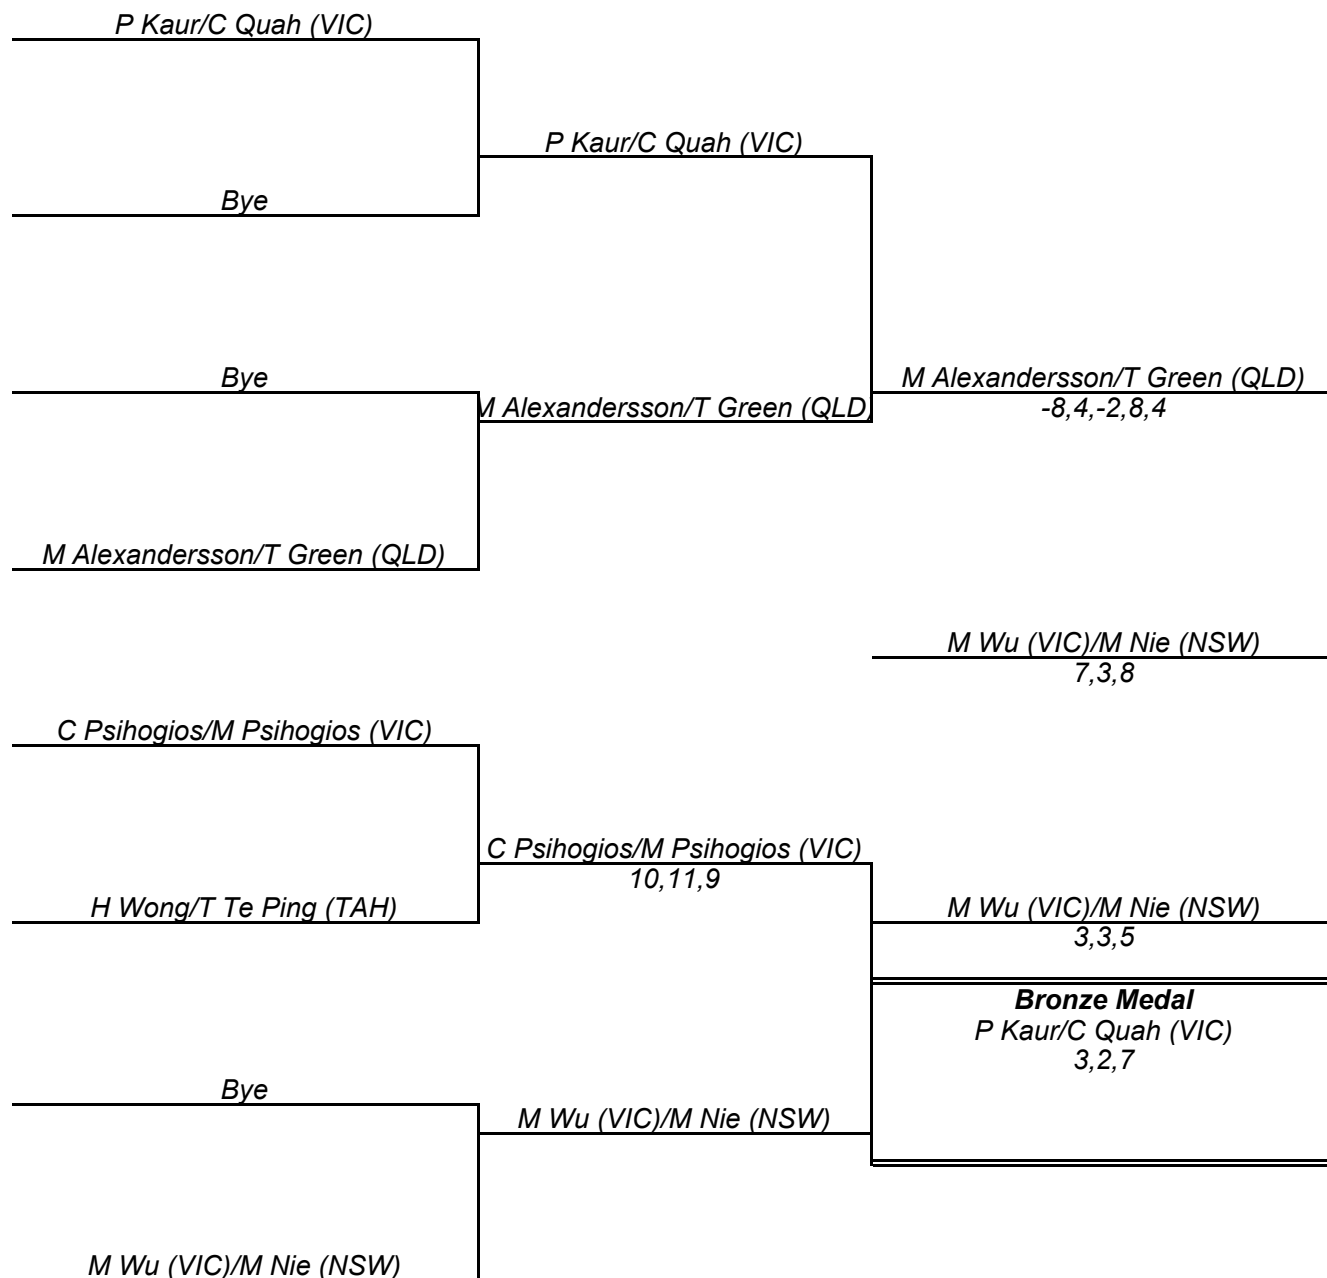 P Kaur/C Quah (VIC)
P Kaur/C Quah (VIC)
Bye
Bye
M Alexandersson/T Green (QLD)
M Alexandersson/T Green (QLD)
-8,4,-2,8,4
M Alexandersson/T Green (QLD)
M Wu (VIC)/M Nie (NSW)
7,3,8
C Psihogios/M Psihogios (VIC)
C Psihogios/M Psihogios (VIC)
10,11,9
H Wong/T Te Ping (TAH)
M Wu (VIC)/M Nie (NSW)
3,3,5
Bronze Medal
P Kaur/C Quah (VIC)
3,2,7
Bye
M Wu (VIC)/M Nie (NSW)
M Wu (VIC)/M Nie (NSW)